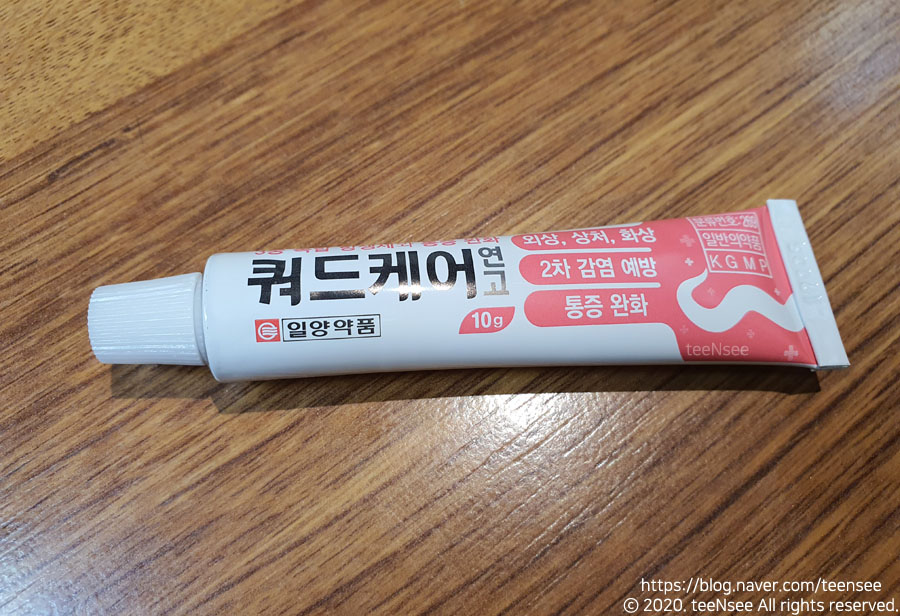 쿼드케어
연고
일양약품
10g
외상, 상처, 화상
2차 감염 예방
통증 완화
일반의약품
KGMP
teeNsee
https://blog.naver.com/teensee
© 2020. teeNsee All rights reserved.